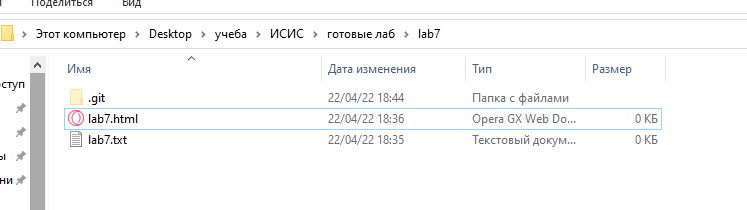 Поделиться Вид
Этот компьютер > Desktop > учеба > ИСИС > готовые лаб > lab7
Имя Дата изменения Тип Размер
.git 22/04/22 18:44 Папка с файлами
lab7.html 22/04/22 18:36 Opera GX Web Do... 0 КБ
lab7.txt 22/04/22 18:35 Текстовый докум... 0 КБ